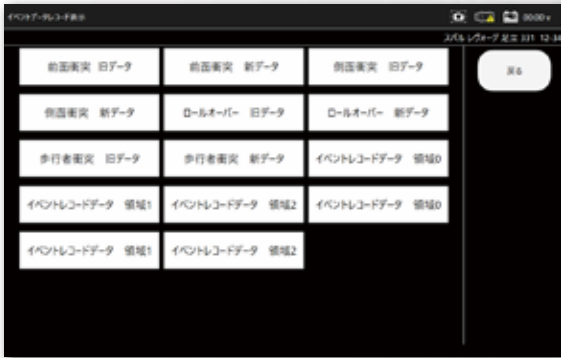 イベントデータレコード表示
00.00 v
スバル レヴォーグ 足立 331 12-34
前面衝突 旧データ
前面衝突 新データ
側面衝突 旧データ
戻る
側面衝突 新データ
ロールオーバー 旧データ
ロールオーバー 新データ
歩行者衝突 旧データ
歩行者衝突 新データ
イベントレコードデータ 領域0
イベントレコードデータ 領域1
イベントレコードデータ 領域2
イベントレコードデータ 領域0
イベントレコードデータ 領域1
イベントレコードデータ 領域2